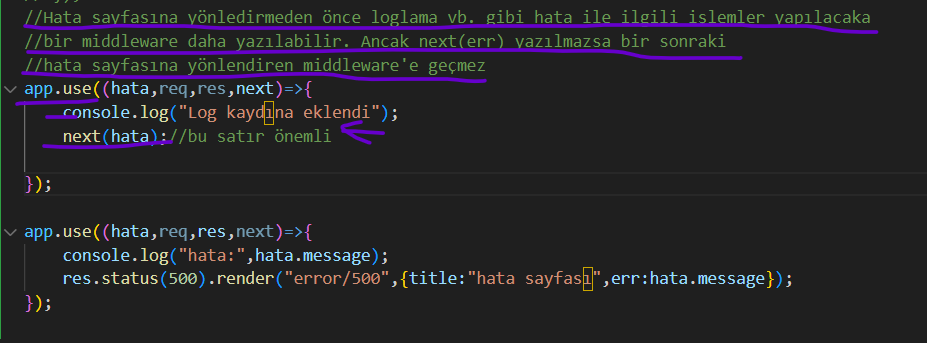 //Hata sayfasına yönledirmeden önce loglama vb. gibi hata ile ilgili işlemler yapılacaka
//bir middleware daha yazılabilir. Ancak next(err) yazılmazsa bir sonraki
//hata sayfasına yönlendiren middleware'e geçmez
app.use((hata,req,res,next)=>{
console.log("Log kaydına eklendi");
next(hata);//bu satır önemli
});
app.use((hata,req,res,next)=>{
console.log("hata:",hata.message);
res.status(500).render("error/500",{title:"hata sayfası",err:hata.message});
});